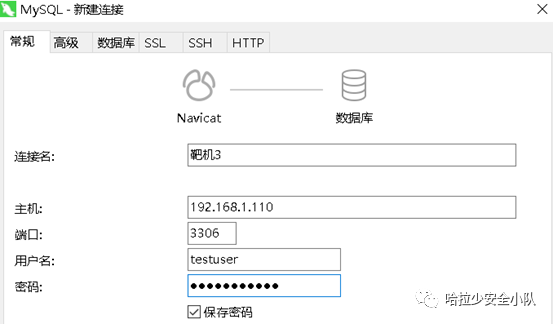 MySQL - 新建连接
常规 高级 数据库 SSL SSH HTTP
Navicat 数据库
连接名: 靶机3
主机: 192.168.1.110
端口: 3306
用户名: testuser
密码: ●●●●●●●●●●●
保存密码
哈拉少安全小队